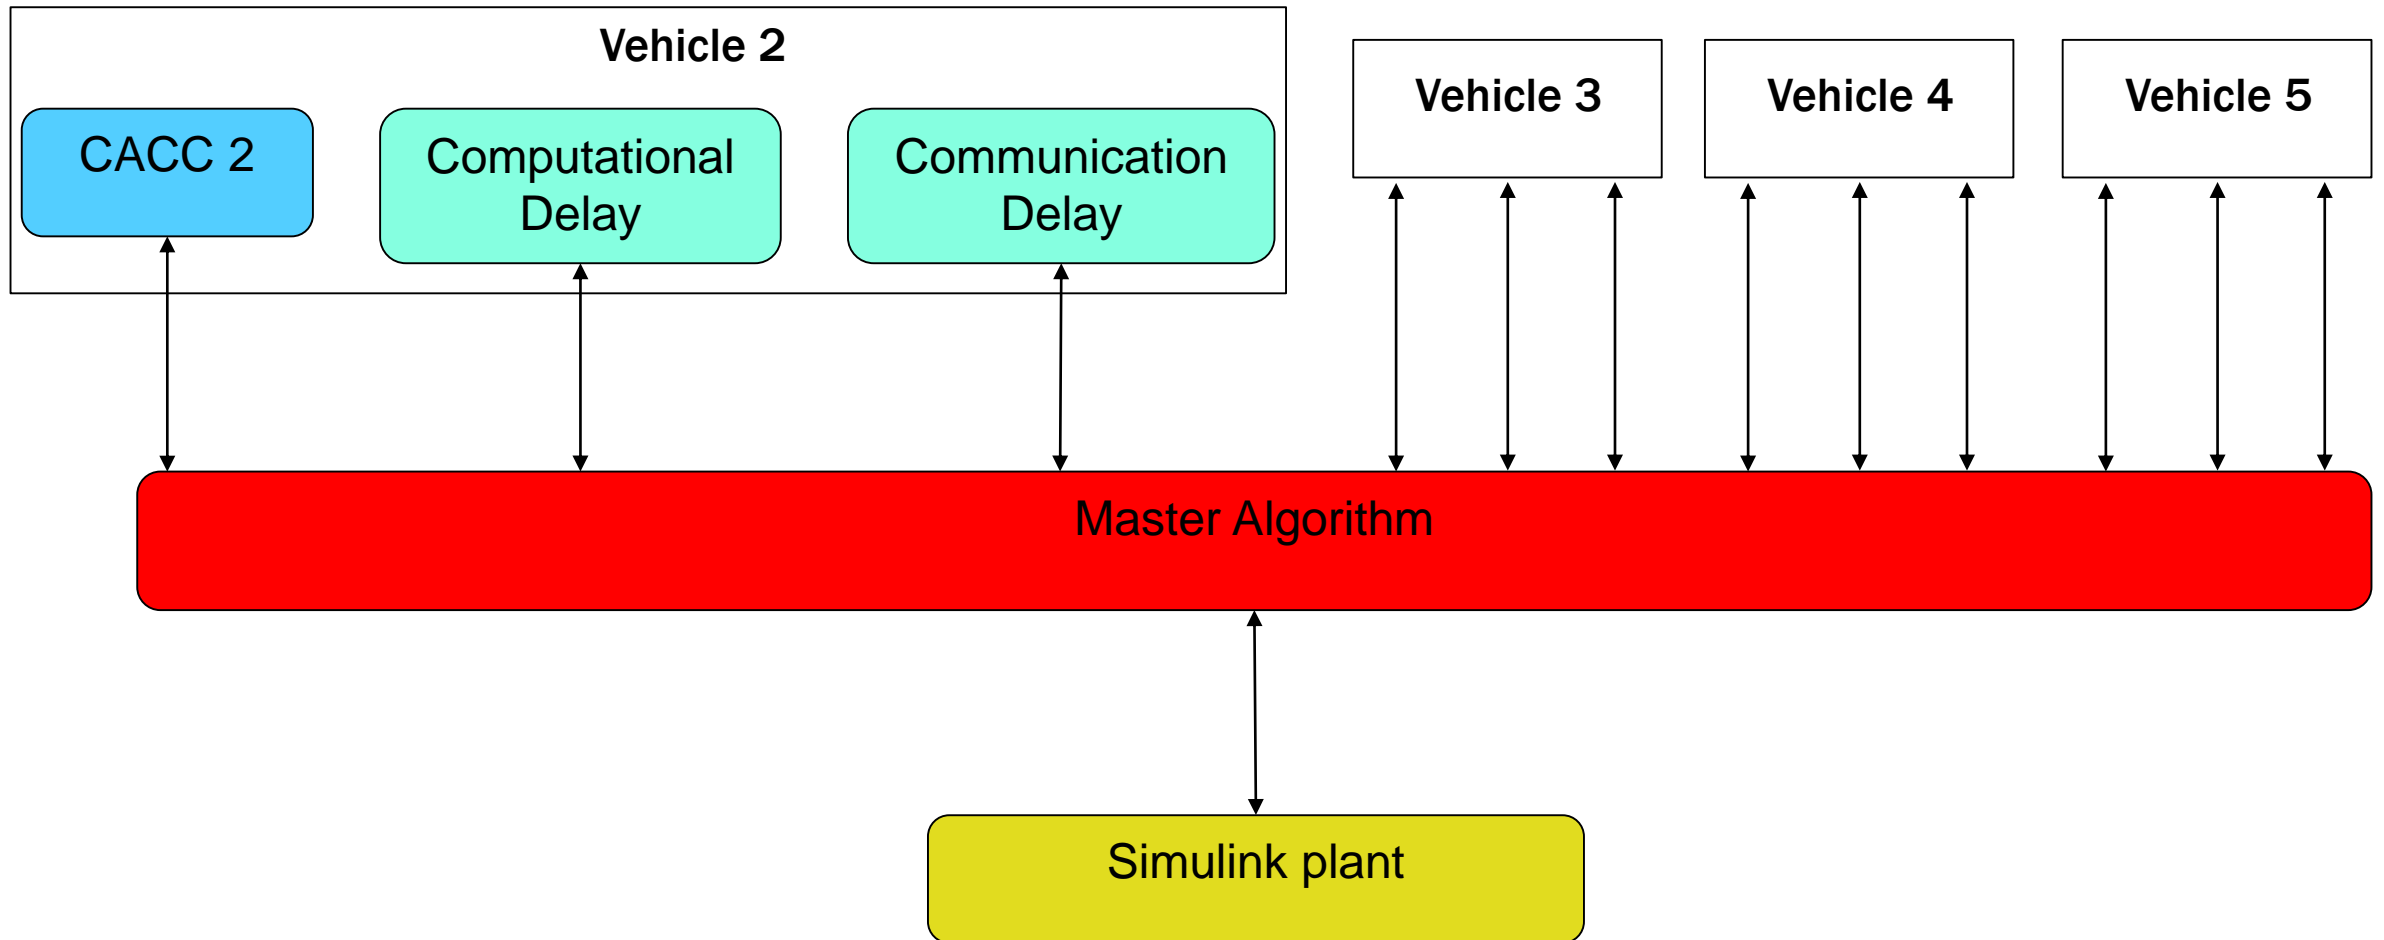 Vehicle 2
CACC 2
Computational
Delay
Communication
Delay
Vehicle 3
Vehicle 4
Vehicle 5
Master Algorithm
Simulink plant